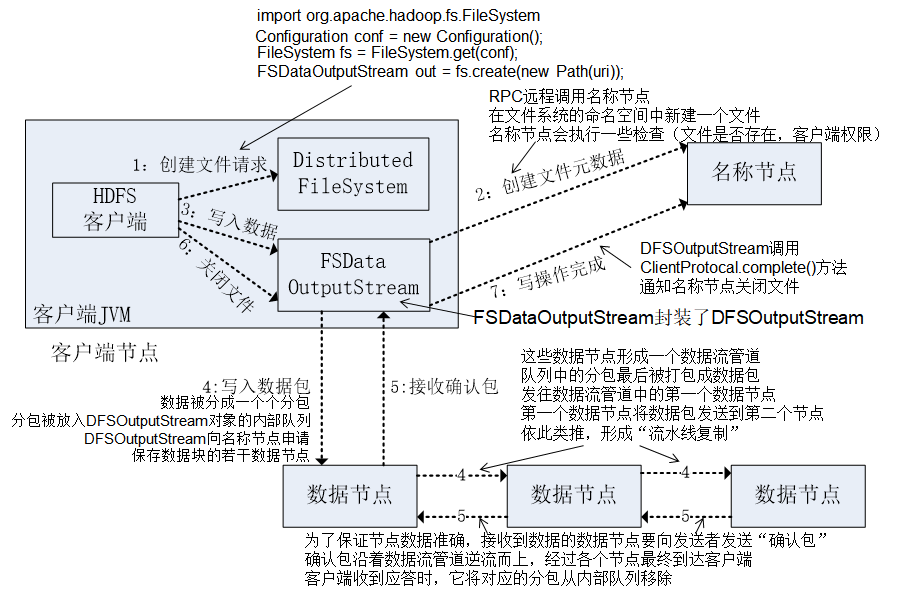 import org.apache.hadoop.fs.FileSystem
Configuration conf = new Configuration();
FileSystem fs = FileSystem.get(conf);
FSDataOutputStream out = fs.create(new Path(uri));
RPC远程调用名称节点
在文件系统的命名空间中新建一个文件
名称节点会执行一些检查（文件是否存在，客户端权限）
1：创建文件请求
Distributed
FileSystem
2：创建文件元数据
名称节点
HDFS
客户端
3：写入数据
6：关闭文件
FSData
OutputStream
7：写操作完成
DFSOutputStream调用
ClientProtocal.complete()方法
通知名称节点关闭文件
客户端JVM
FSDataOutputStream封装了DFSOutputStream
客户端节点
4:写入数据包
数据被分成一个个分包
分包被放入DFSOutputStream对象的内部队列
DFSOutputStream向名称节点申请
保存数据块的若干数据节点
5:接收确认包
这些数据节点形成一个数据流管道
队列中的分包最后被打包成数据包
发往数据流管道中的第一个数据节点
第一个数据节点将数据包发送到第二个节点
依此类推，形成“流水线复制”
数据节点
4
5
数据节点
4
5
数据节点
为了保证节点数据准确，接收到数据的数据节点要向发送者发送“确认包”
确认包沿着数据流管道逆流而上，经过各个节点最终到达客户端
客户端收到应答时，它将对应的分包从内部队列移除